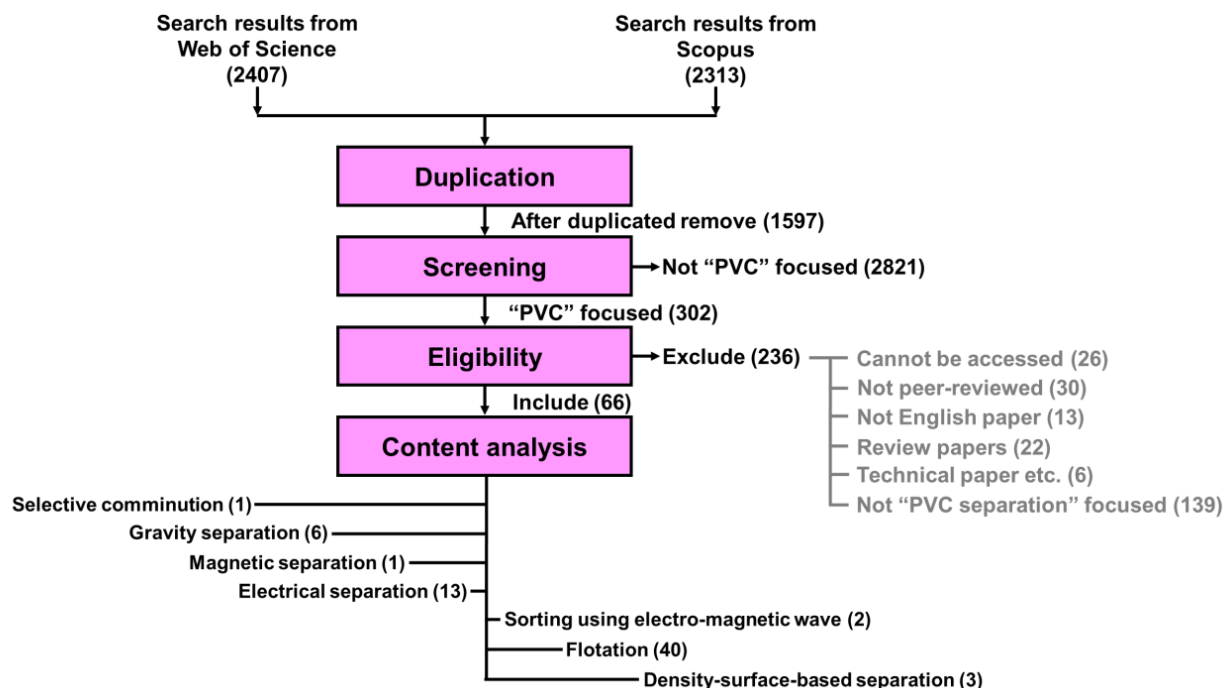 Search results from
Web of Science
(2407)
Search results from
Scopus
(2313)
Duplication
After duplicated remove (1597)
Screening
Not “PVC” focused (2821)
“PVC” focused (302)
Eligibility
Exclude (236)
Cannot be accessed (26)
Not peer-reviewed (30)
Not English paper (13)
Review papers (22)
Technical paper etc. (6)
Not “PVC separation” focused (139)
Include (66)
Content analysis
Selective comminution (1)
Gravity separation (6)
Magnetic separation (1)
Electrical separation (13)
Sorting using electro-magnetic wave (2)
Flotation (40)
Density-surface-based separation (3)